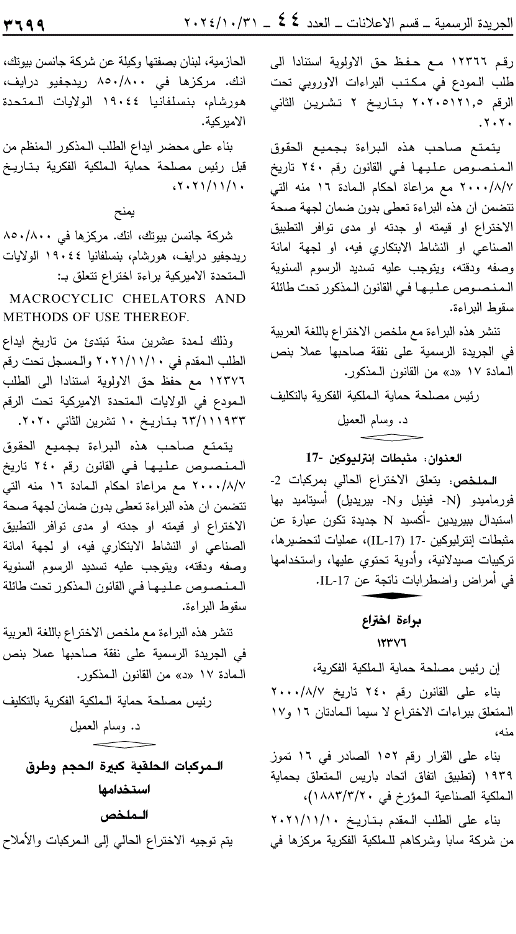 الجريدة الرسمية ـ قسم الاعلانات ـ العدد ٤٤ ـ ٢٠٢٤/١٠/٣١
٣٦٩٩
رقم ١٢٣٦٦ مع حفظ حق الاولوية استنادا الى
طلب المودع في مكتب البراءات الاوروبي تحت
الرقم ٢٠٢٠٥١٢١,٥ بتاريخ ٢ تشرين الثاني
٢٠٢٠.
يتمتع صاحب هذه البراءة بجميع الحقوق
المنصوص عليها في القانون رقم ٢٤٠ تاريخ
٢٠٠٠/٨/٧ مع مراعاة احكام المادة ١٦ منه التي
تتضمن ان هذه البراءة تعطى بدون ضمان لجهة صحة
الاختراع او قيمته او جدته او مدى توافر التطبيق
الصناعي او النشاط الابتكاري فيه، او لجهة امانة
وصفه ودقته، ويتوجب عليه تسديد الرسوم السنوية
المنصوص عليها في القانون المذكور تحت طائلة
سقوط البراءة.
تنشر هذه البراءة مع ملخص الاختراع باللغة العربية
في الجريدة الرسمية على نفقة صاحبها عملا بنص
المادة ١٧ «د» من القانون المذكور.
رئيس مصلحة حماية الملكية الفكرية بالتكليف
د. وسام العميل
العنوان: مثبطات إنترليوكين -17
الملخص: يتعلق الاختراع الحالي بمركبات 2-
فورماميدو (N- فينيل وN- بيريديل) أسيتاميد بها
استبدال ببيريدين -أكسيد N جديدة تكون عبارة عن
مثبطات إنترليوكين -17 (IL-17)، عمليات لتحضيرها،
تركيبات صيدلانية، وأدوية تحتوي عليها، واستخدامها
في أمراض واضطرابات ناتجة عن IL-17.
براءة اختراع
١٢٣٧٦
إن رئيس مصلحة حماية الملكية الفكرية،
بناء على القانون رقم ٢٤٠ تاريخ ٢٠٠٠/٨/٧
المتعلق ببراءات الاختراع لا سيما المادتان ١٦ و١٧
منه،
بناء على القرار رقم ١٥٢ الصادر في ١٦ تموز
١٩٣٩ (تطبيق اتفاق اتحاد باريس المتعلق بحماية
الملكية الصناعية المؤرخ في ١٨٨٣/٣/٢٠)،
بناء على الطلب المقدم بتاريخ ٢٠٢١/١١/١٠
من شركة سابا وشركاهم للملكية الفكرية مركزها في
الحازمية، لبنان بصفتها وكيلة عن شركة جانسن بيوتك،
انك. مركزها في ٨٥٠/٨٠٠ ريدجفيو درايف،
هورشام، بنسلفانيا ١٩٠٤٤ الولايات المتحدة
الاميركية.
بناء على محضر ايداع الطلب المذكور المنظم من
قبل رئيس مصلحة حماية الملكية الفكرية بتاريخ
٢٠٢١/١١/١٠،
يمنح
شركة جانسن بيوتك، انك. مركزها في ٨٥٠/٨٠٠
ريدجفيو درايف، هورشام، بنسلفانيا ١٩٠٤٤ الولايات
المتحدة الاميركية براءة اختراع تتعلق بـ:
MACROCYCLIC CHELATORS AND
METHODS OF USE THEREOF.
وذلك لمدة عشرين سنة تبتدئ من تاريخ ايداع
الطلب المقدم في ٢٠٢١/١١/١٠ والمسجل تحت رقم
١٢٣٧٦ مع حفظ حق الاولوية استنادا الى الطلب
المودع في الولايات المتحدة الاميركية تحت الرقم
٦٣/١١١٩٣٣ بتاريخ ١٠ تشرين الثاني ٢٠٢٠.
يتمتع صاحب هذه البراءة بجميع الحقوق
المنصوص عليها في القانون رقم ٢٤٠ تاريخ
٢٠٠٠/٨/٧ مع مراعاة احكام المادة ١٦ منه التي
تتضمن ان هذه البراءة تعطى بدون ضمان لجهة صحة
الاختراع او قيمته او جدته او مدى توافر التطبيق
الصناعي او النشاط الابتكاري فيه، او لجهة امانة
وصفه ودقته، ويتوجب عليه تسديد الرسوم السنوية
المنصوص عليها في القانون المذكور تحت طائلة
سقوط البراءة.
تنشر هذه البراءة مع ملخص الاختراع باللغة العربية
في الجريدة الرسمية على نفقة صاحبها عملا بنص
المادة ١٧ «د» من القانون المذكور.
رئيس مصلحة حماية الملكية الفكرية بالتكليف
د. وسام العميل
المركبات الحلقية كبيرة الحجم وطرق
استخدامها
الملخص
يتم توجيه الاختراع الحالي إلى المركبات والأملاح